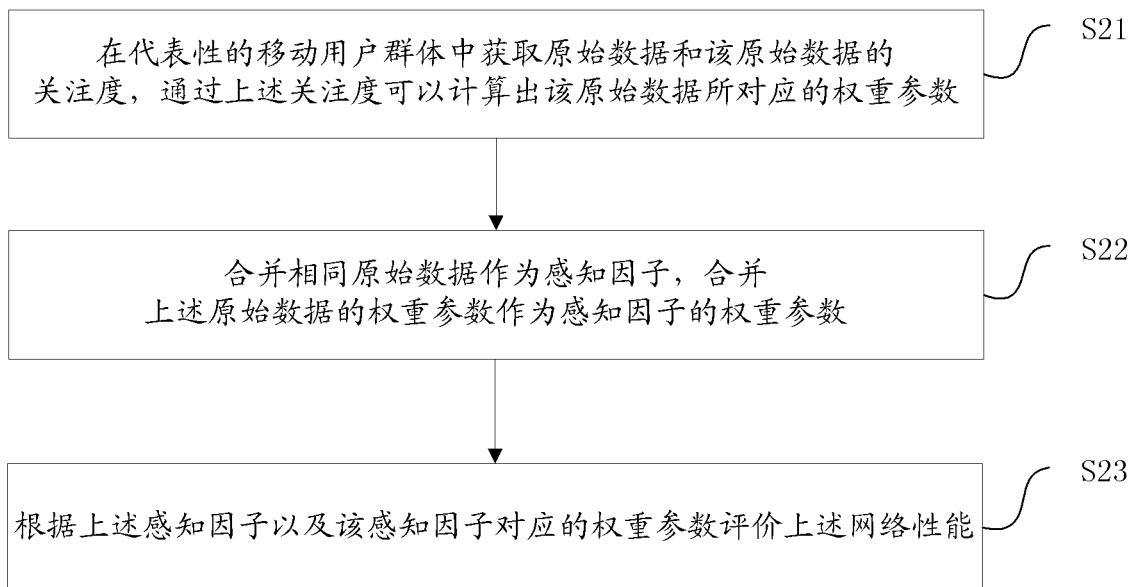 在代表性的移动用户群体中获取原始数据和该原始数据的
关注度，通过上述关注度可以计算出该原始数据所对应的权重参数
S21
合并相同原始数据作为感知因子，合并
上述原始数据的权重参数作为感知因子的权重参数
S22
根据上述感知因子以及该感知因子对应的权重参数评价上述网络性能
S23